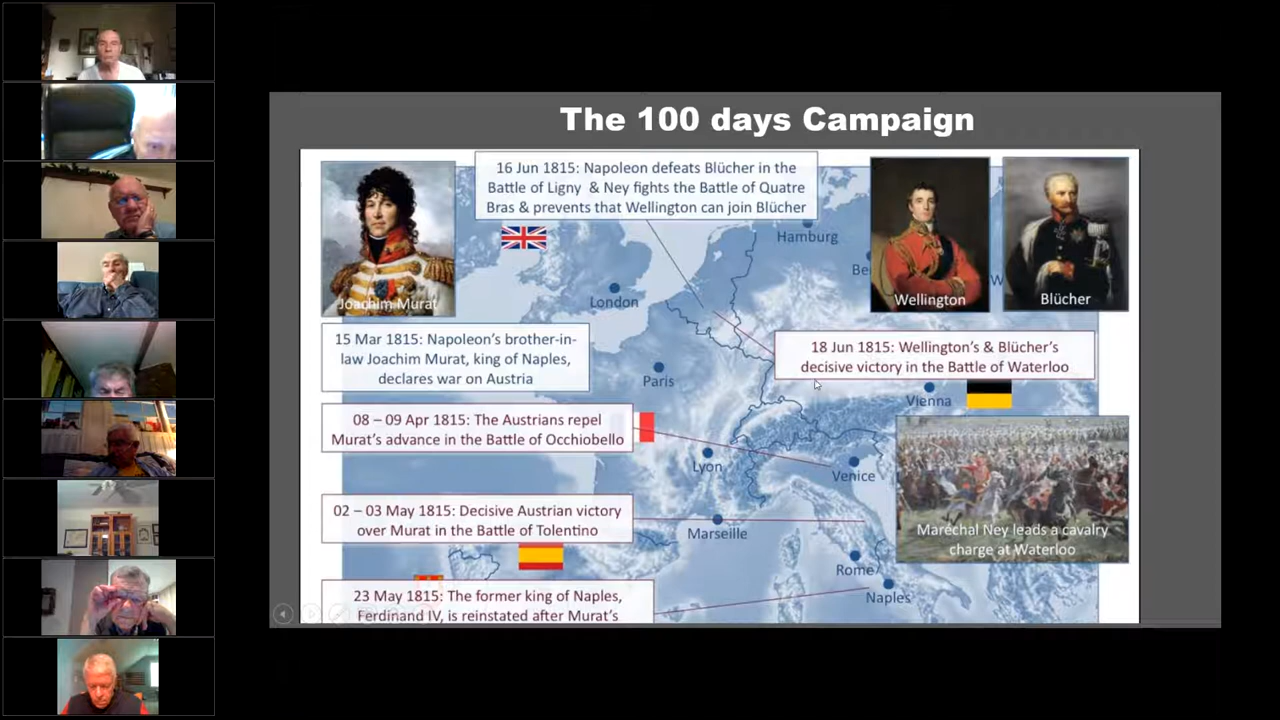 The 100 days Campaign
16 Jun 1815: Napoleon defeats Blücher in the
Battle of Ligny & Ney fights the Battle of Quatre
Bras & prevents that Wellington can join Blücher
Joachim Murat
Wellington
Blücher
Hamburg
Be
W
London
15 Mar 1815: Napoleon's brother-in-
law Joachim Murat, king of Naples,
declares war on Austria
18 Jun 1815: Wellington's & Blücher's
decisive victory in the Battle of Waterloo
Paris
Vienna
08 – 09 Apr 1815: The Austrians repel
Murat's advance in the Battle of Occhiobello
Lyon
Venice
02 – 03 May 1815: Decisive Austrian victory
over Murat in the Battle of Tolentino
Marseille
Maréchal Ney leads a cavalry
charge at Waterloo
Rome
Naples
23 May 1815: The former king of Naples,
Ferdinand IV, is reinstated after Murat's